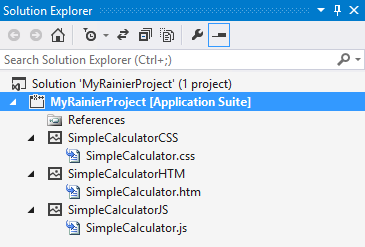 Solution Explorer
Search Solution Explorer (Ctrl+;)
Solution 'MyRainierProject' (1 project)
MyRainierProject [Application Suite]
References
SimpleCalculatorCSS
SimpleCalculator.css
SimpleCalculatorHTM
SimpleCalculator.htm
SimpleCalculatorJS
SimpleCalculator.js